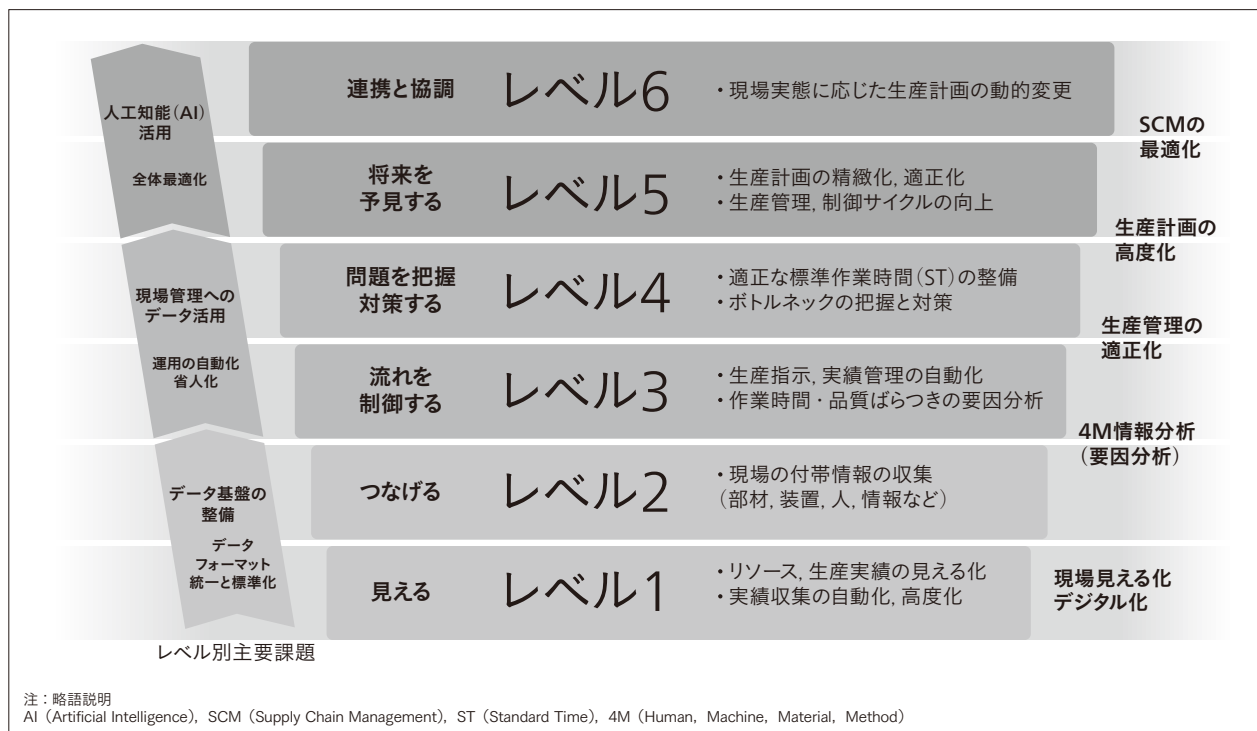 人工知能(AI)
活用
全体最適化
連携と協調
レベル6
・現場実態に応じた生産計画の動的変更
SCMの
最適化
将来を
予見する
レベル5
・生産計画の精緻化, 適正化
・生産管理, 制御サイクルの向上
生産計画の
高度化
現場管理への
データ活用
運用の自動化
省人化
問題を把握
対策する
レベル4
・適正な標準作業時間(ST)の整備
・ボトルネックの把握と対策
生産管理の
適正化
流れを
制御する
レベル3
・生産指示, 実績管理の自動化
・作業時間・品質ばらつきの要因分析
4M情報分析
(要因分析)
データ基盤の
整備
データ
フォーマット
統一と標準化
つなげる
レベル2
・現場の付帯情報の収集
(部材, 装置, 人, 情報など)
見える
レベル1
・リソース, 生産実績の見える化
・実績収集の自動化, 高度化
現場見える化
デジタル化
レベル別主要課題
注:略語説明
AI(Artificial Intelligence), SCM(Supply Chain Management), ST(Standard Time), 4M(Human, Machine, Material, Method)